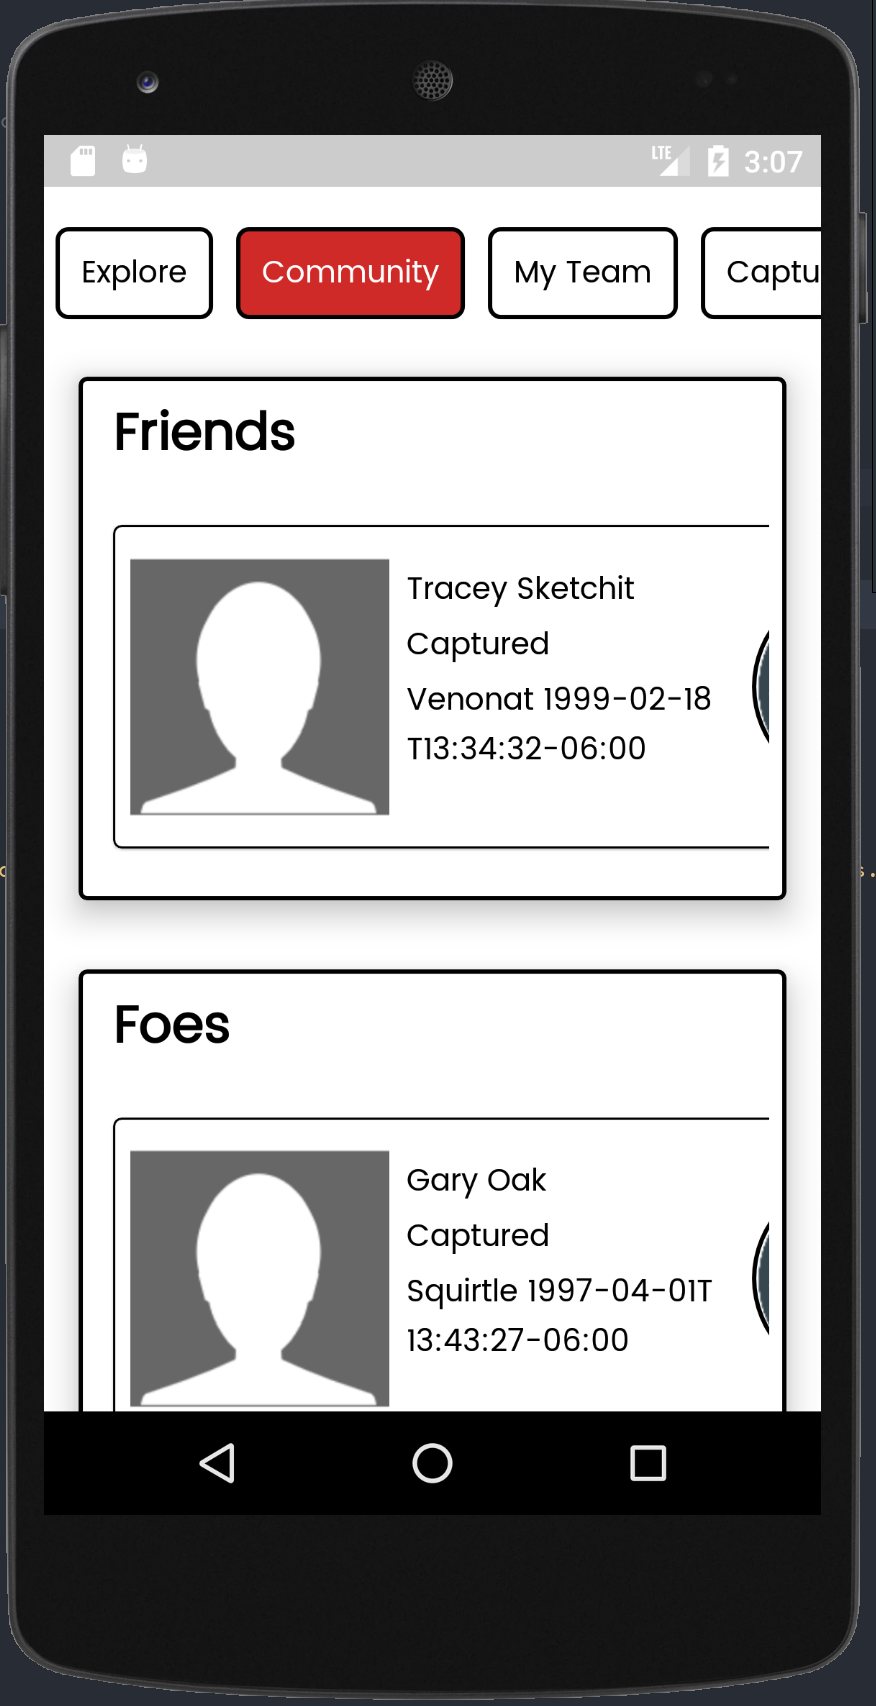 LTE 3:07
Explore Community My Team Captu
Friends
Tracey Sketchit
Captured
Venonat 1999-02-18
T13:34:32-06:00
Foes
Gary Oak
Captured
Squirtle 1997-04-01T
13:43:27-06:00
s.